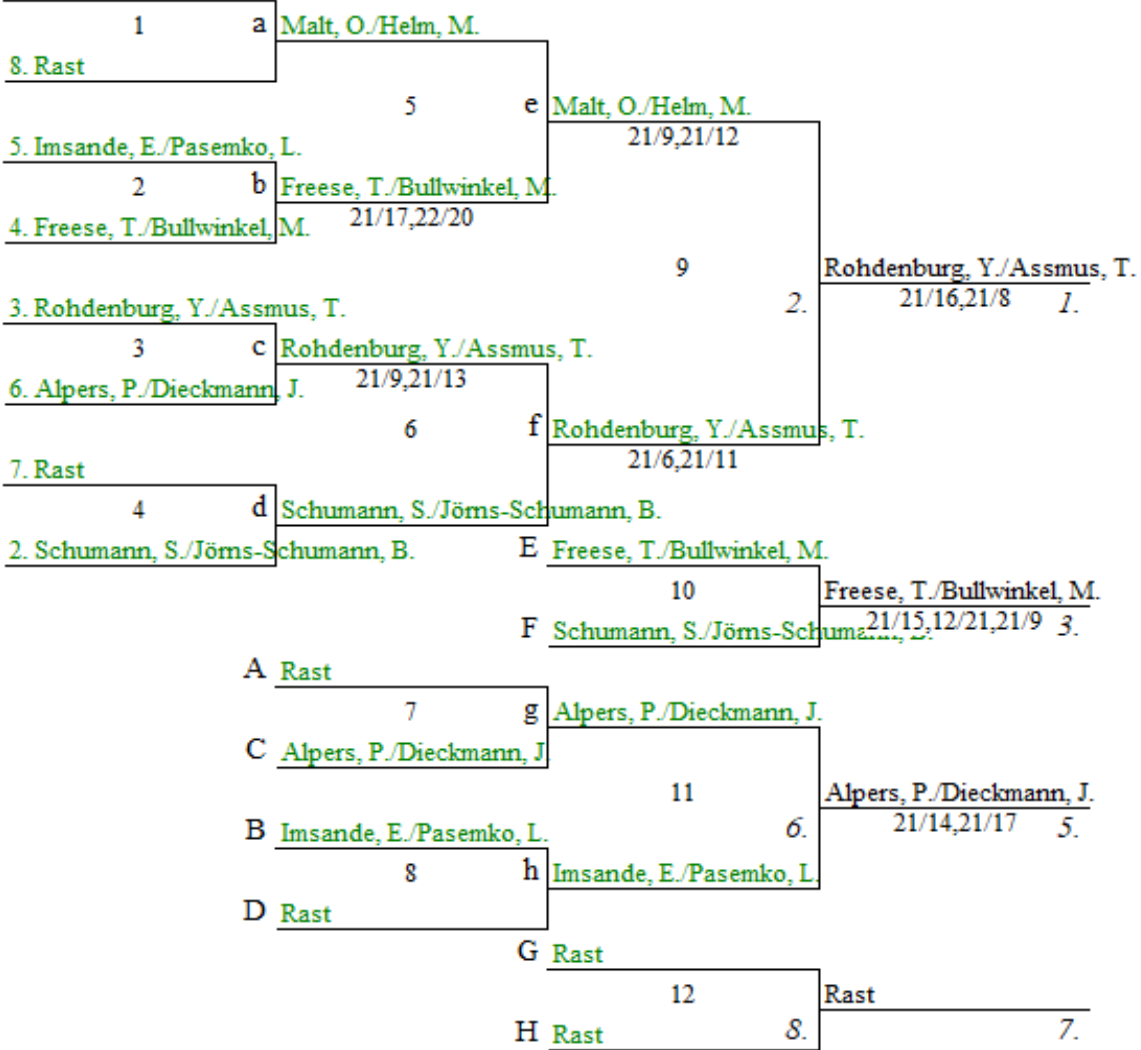 1 a Malt, O./Helm, M.
8. Rast
5 e Malt, O./Helm, M.
21/9,21/12
5. Imsande, E./Pasemko, L.
2 b Freese, T./Bullwinkel, M.
21/17,22/20
4. Freese, T./Bullwinkel, M.
9 Rohdenburg, Y./Assmus, T.
2. 21/16,21/8 1.
3. Rohdenburg, Y./Assmus, T.
3 c Rohdenburg, Y./Assmus, T.
21/9,21/13
6. Alpers, P./Dieckmann, J.
6 f Rohdenburg, Y./Assmus, T.
21/6,21/11
7. Rast
4 d Schumann, S./Jörns-Schumann, B.
2. Schumann, S./Jörns-Schumann, B.
E Freese, T./Bullwinkel, M.
10 Freese, T./Bullwinkel, M.
21/15,12/21,21/9 3.
F Schumann, S./Jörns-Schumann,
A Rast
7 g Alpers, P./Dieckmann, J.
C Alpers, P./Dieckmann, J.
11 Alpers, P./Dieckmann, J.
6. 21/14,21/17 5.
B Imsande, E./Pasemko, L.
8 h Imsande, E./Pasemko, L.
D Rast
G Rast
12 Rast
H Rast 8. 7.